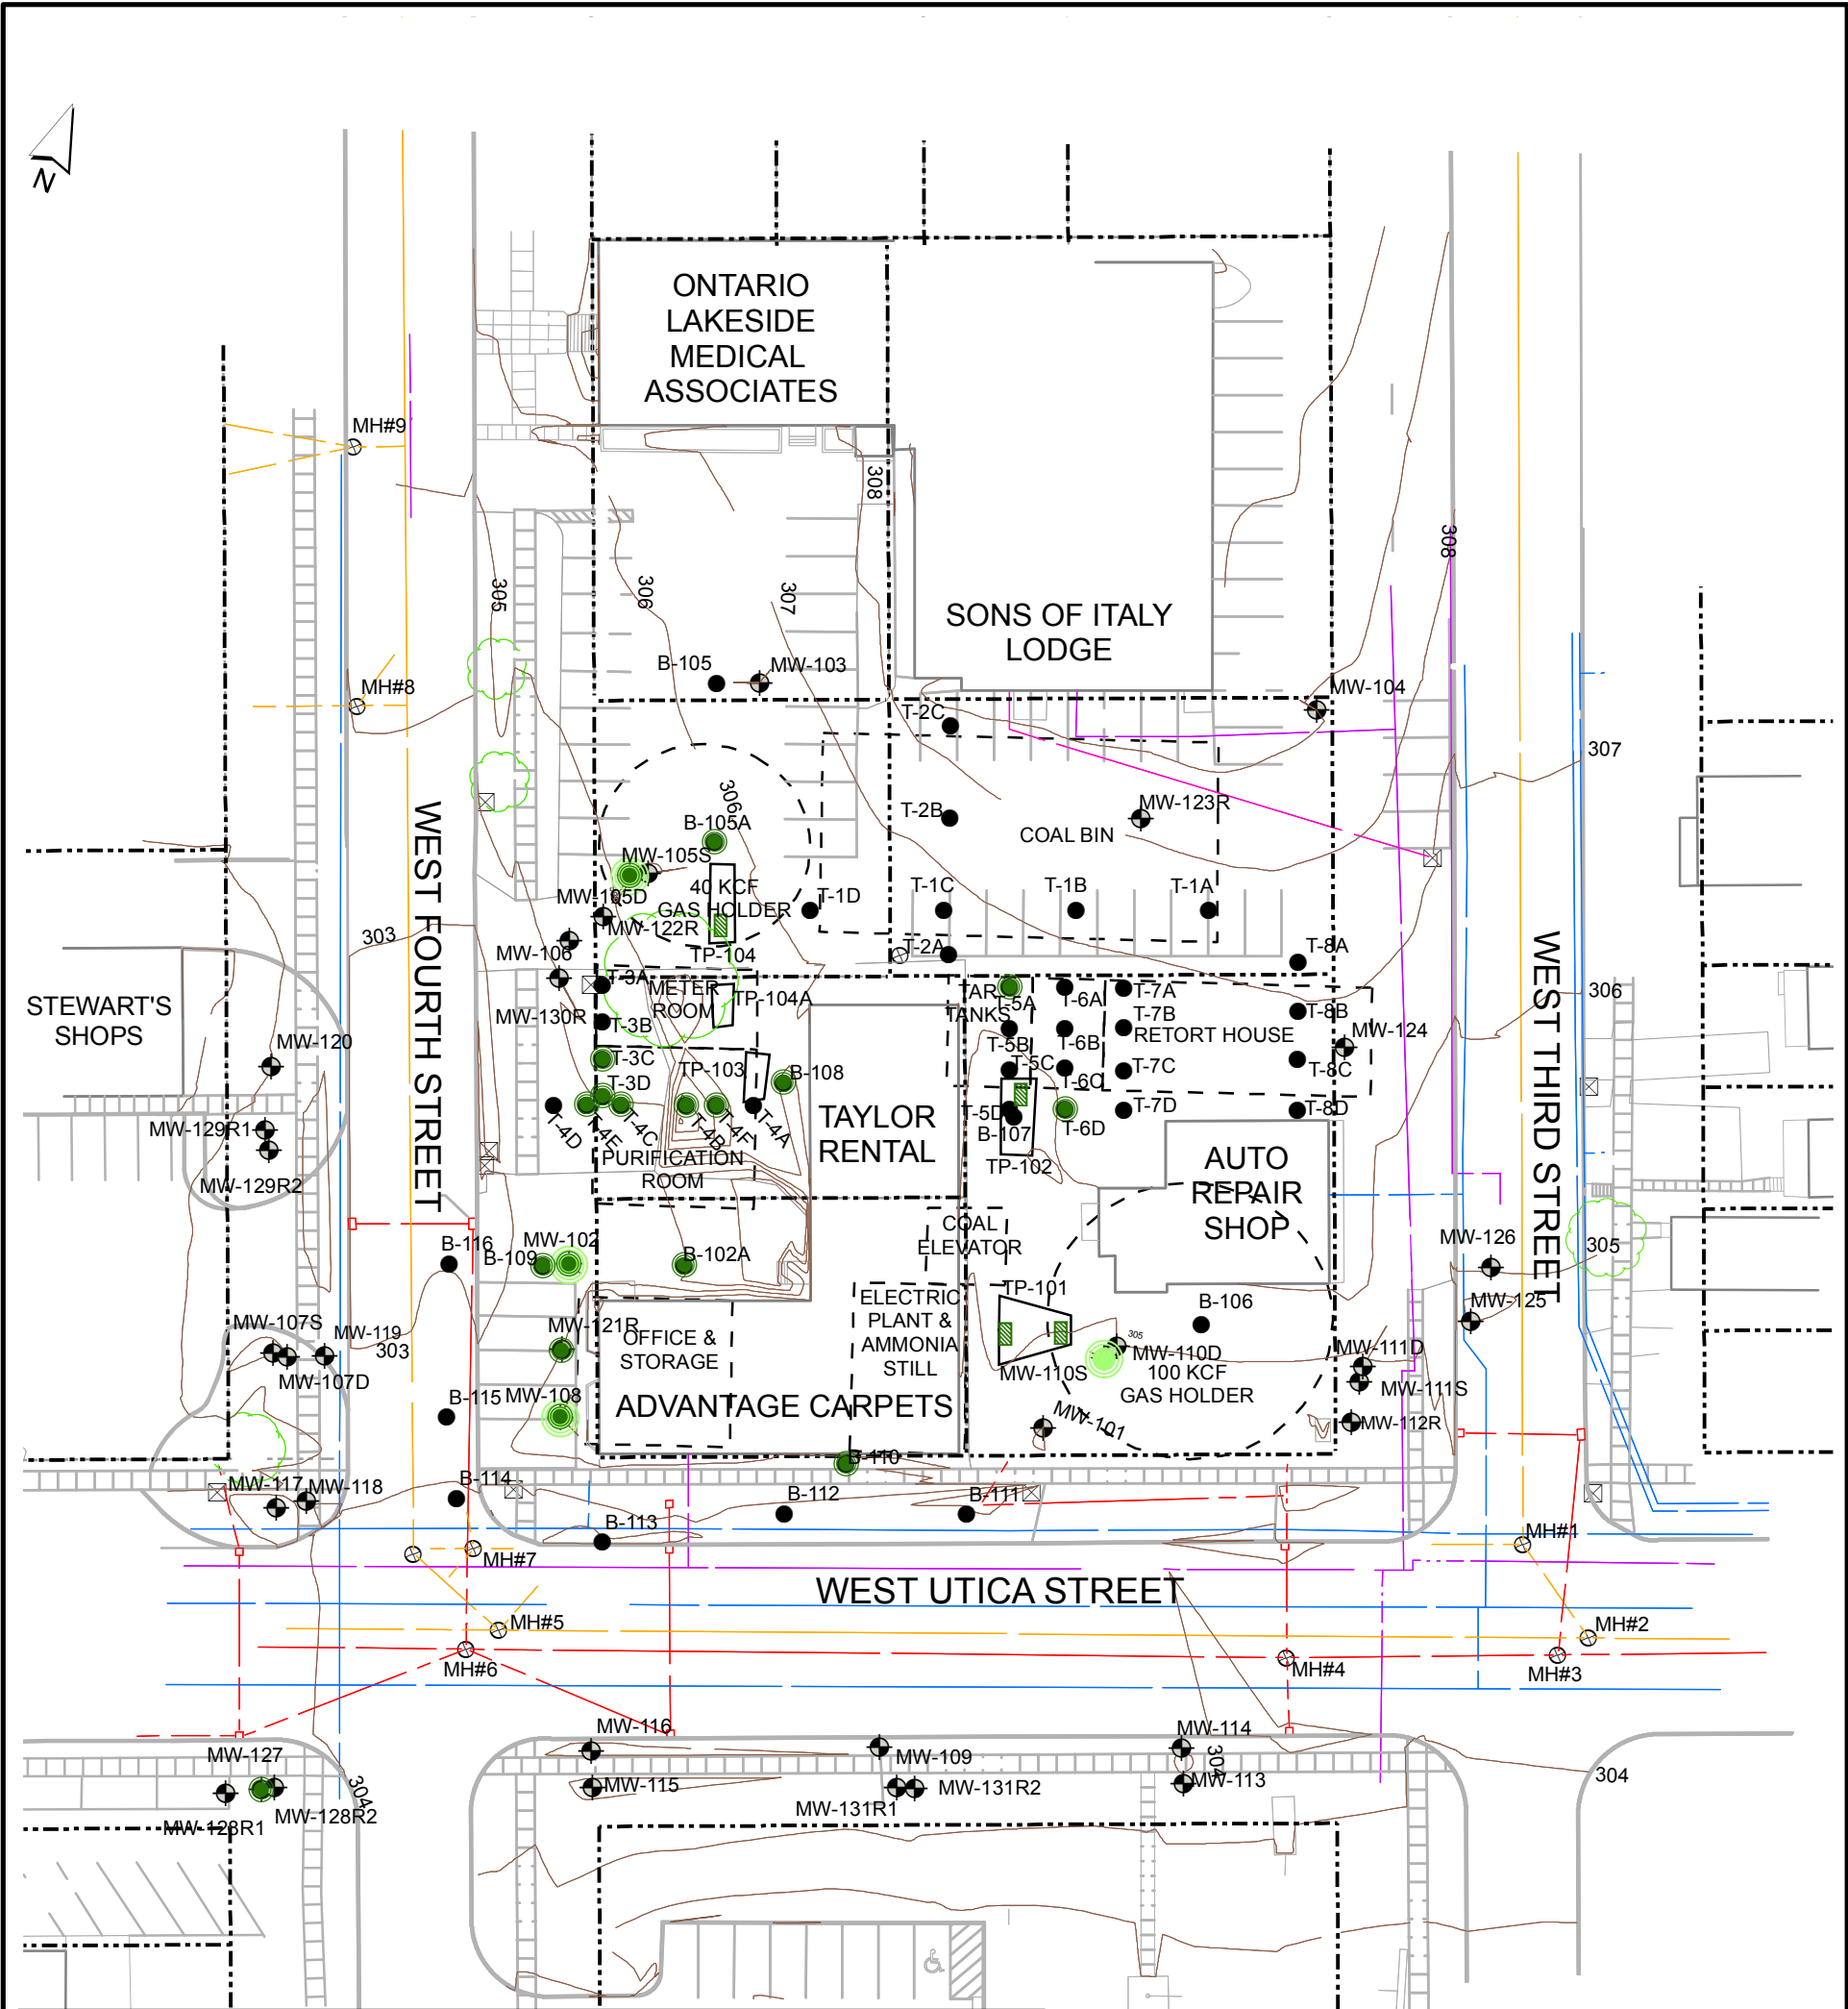 N
ONTARIO
LAKESIDE
MEDICAL
ASSOCIATES
MH#9
308
308
305
306
307
SONS OF ITALY
LODGE
B-105
MW-103
MH#8
MW-104
T-2C
307
306
B-105A
T-2B
MW-123R
COAL BIN
WEST FOURTH STREET
MW-105S
40 KCF
GAS HOLDER
MW-105D
T-1D
T-1C
T-1B
T-1A
MW-122R
303
MW-106
TP-104
T-2A
T-8A
WEST THIRD STREET
STEWART'S
SHOPS
T-3A
METER
ROOM
TP-104A
TAR
TANKS
T-5A
T-6A
T-7A
306
MW-130R
T-3B
T-7B
RETORT HOUSE
T-8B
MW-120
T-5B
T-6B
MW-124
T-3C
TP-103
B-108
T-5C
T-6C
T-7C
T-8C
T-3D
T-4D
T-4E
T-4C
T-4B
T-4F
T-4A
TAYLOR
RENTAL
T-5D
B-107
T-6D
T-7D
T-8D
MW-129R1
PURIFICATION
ROOM
TP-102
AUTO
REPAIR
SHOP
MW-129R2
B-116
B-109
MW-102
B-102A
COAL
ELEVATOR
MW-126
305
TP-101
ELECTRIC
PLANT &
AMMONIA
STILL
B-106
MW-125
MW-107S
MW-119
303
MW-121R
OFFICE &
STORAGE
305
MW-110D
MW-111D
MW-107D
MW-110S
100 KCF
GAS HOLDER
MW-111S
B-115
MW-108
ADVANTAGE CARPETS
MW-101
MW-112R
B-110
MW-117
MW-118
B-114
B-112
B-111
B-113
MH#7
MH#1
WEST UTICA STREET
MH#5
MH#2
MH#6
MH#4
MH#3
MW-116
MW-114
MW-127
MW-109
304
304
304
MW-115
MW-131R2
MW-113
MW-131R1
MW-128R2
MW-128R1